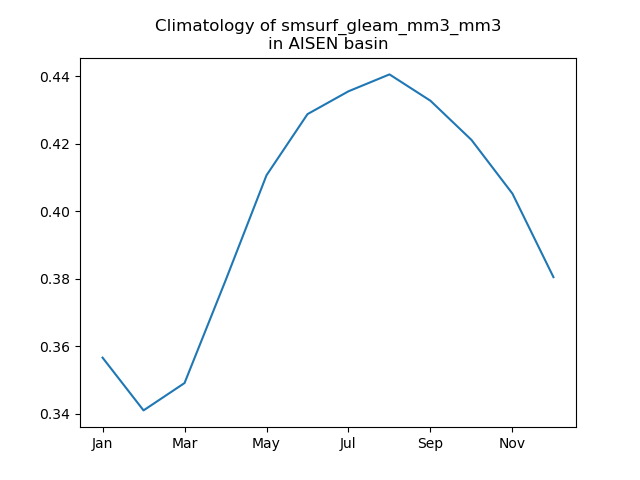 Climatology of smsurf_gleam_mm3_mm3
in AISEN basin
0.44
0.42
0.40
0.38
0.36
0.34
Jan Mar May Jul Sep Nov